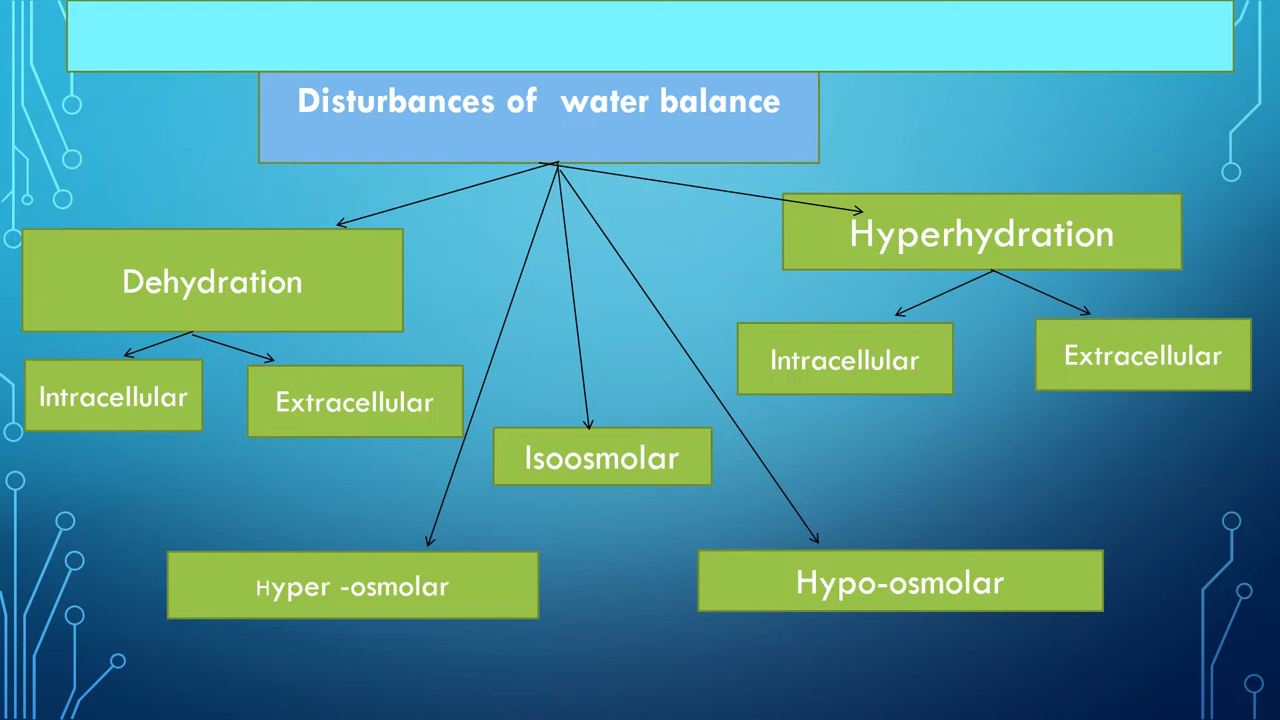 Disturbances of  water balance
Hyperhydration
Dehydration
Intracellular
Extracellular
Intracellular
Extracellular
Isoosmolar
Hyper -osmolar
Hypo-osmolar